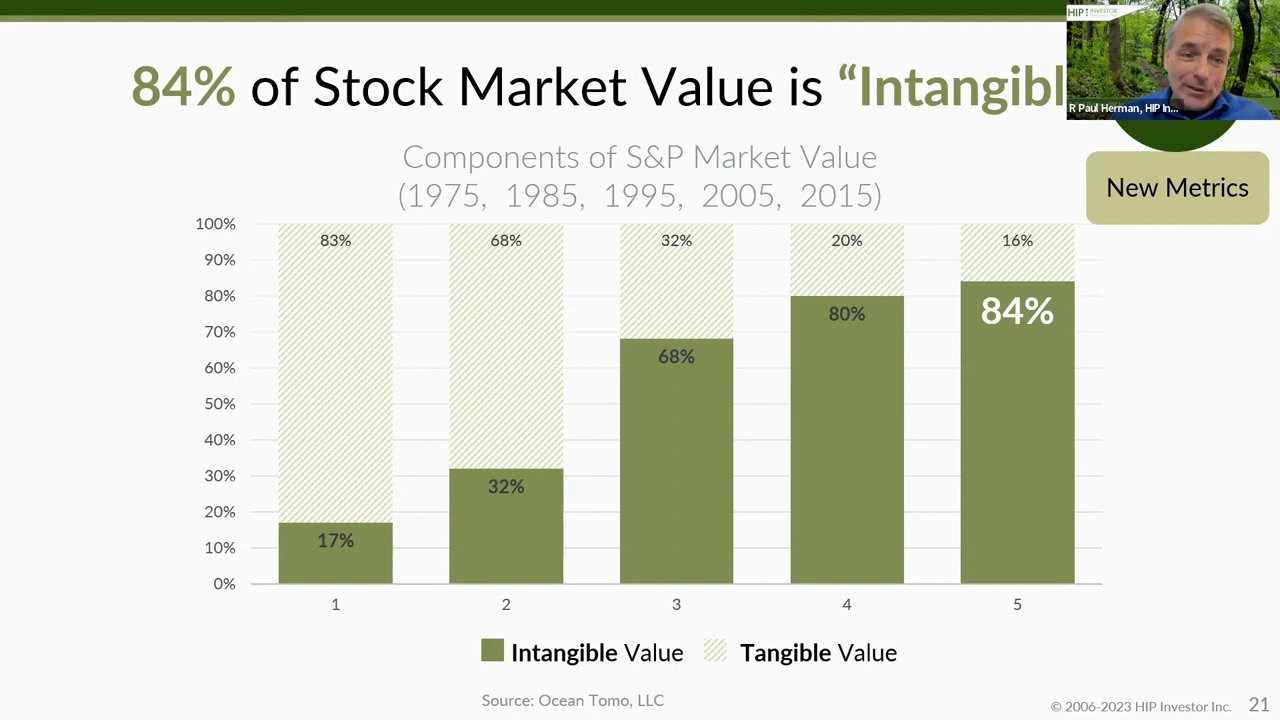 84% of Stock Market Value is “Intangibl
HIP INVESTOR
R Paul Herman, HIP In...
Components of S&P Market Value
(1975, 1985, 1995, 2005, 2015)
New Metrics
100%
90%
80%
70%
60%
50%
40%
30%
20%
10%
0%
83% 68% 32% 20% 16%
17% 32% 68% 80% 84%
1 2 3 4 5
Intangible Value Tangible Value
Source: Ocean Tomo, LLC
© 2006-2023 HIP Investor Inc. 21